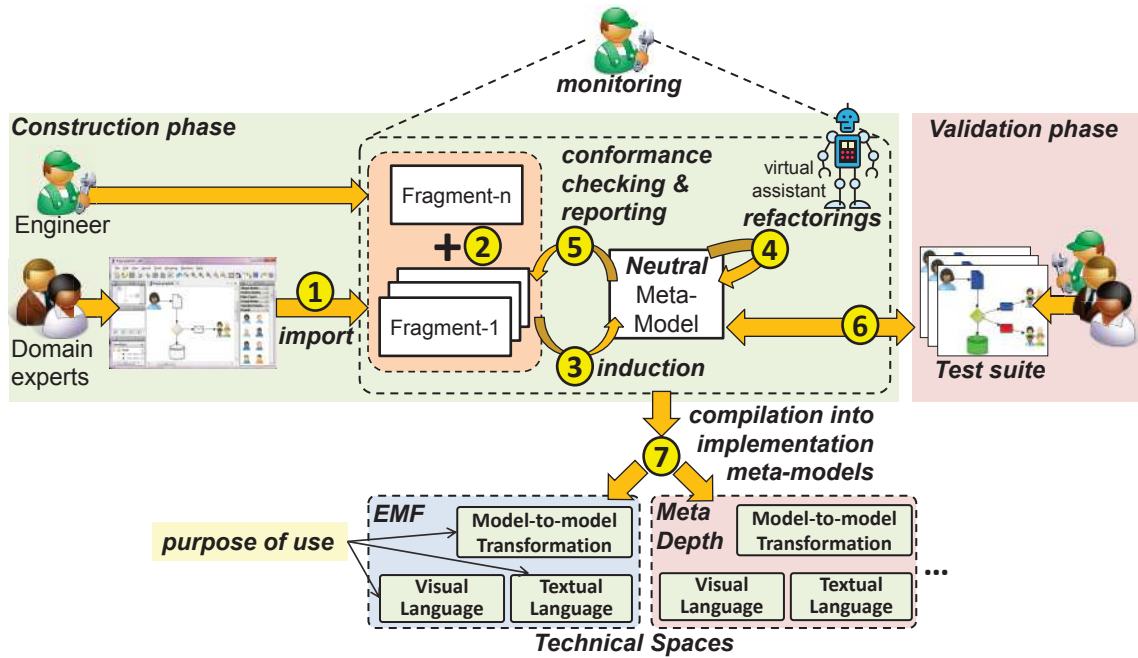 monitoring
Construction phase
Validation phase
Engineer
Domain
experts
1
import
Fragment-n
+ 2
Fragment-1
3
induction
conformance
checking &
reporting
5
Neutral
Meta-
Model
virtual
assistant
refactorings
4
6
Test suite
compilation into
implementation
meta-models
7
purpose of use
EMF
Model-to-model
Transformation
Visual
Language
Textual
Language
Meta
Depth
Model-to-model
Transformation
Visual
Language
Textual
Language
...
Technical Spaces